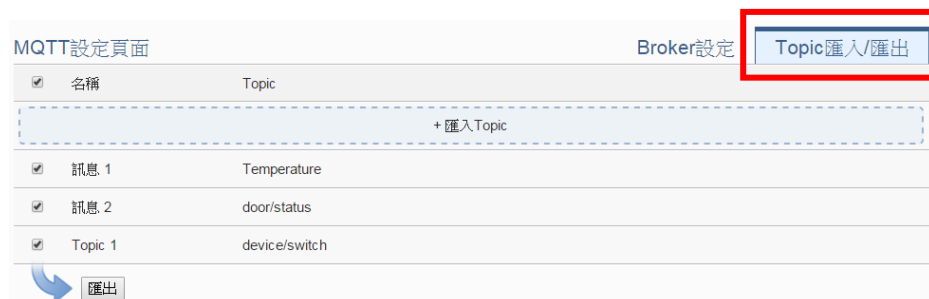 MQTT設定頁面 Broker設定 Topic匯入/匯出
名稱 Topic
+ 匯入Topic
訊息 1 Temperature
訊息 2 door/status
Topic 1 device/switch
匯出